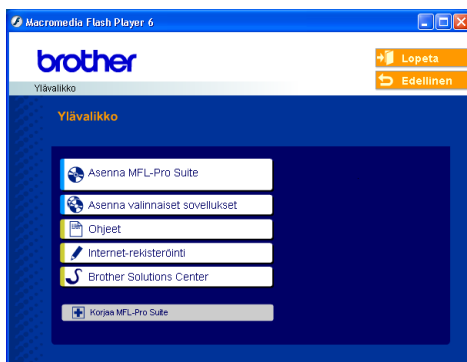 Macromedia Flash Player 6
brother
Lopeta
Edellinen
Ylävalikko
Ylävalikko
Asenna MFL-Pro Suite
Asenna valinnaiset sovellukset
Ohjeet
Internet-rekisteröinti
Brother Solutions Center
Korjaa MFL-Pro Suite